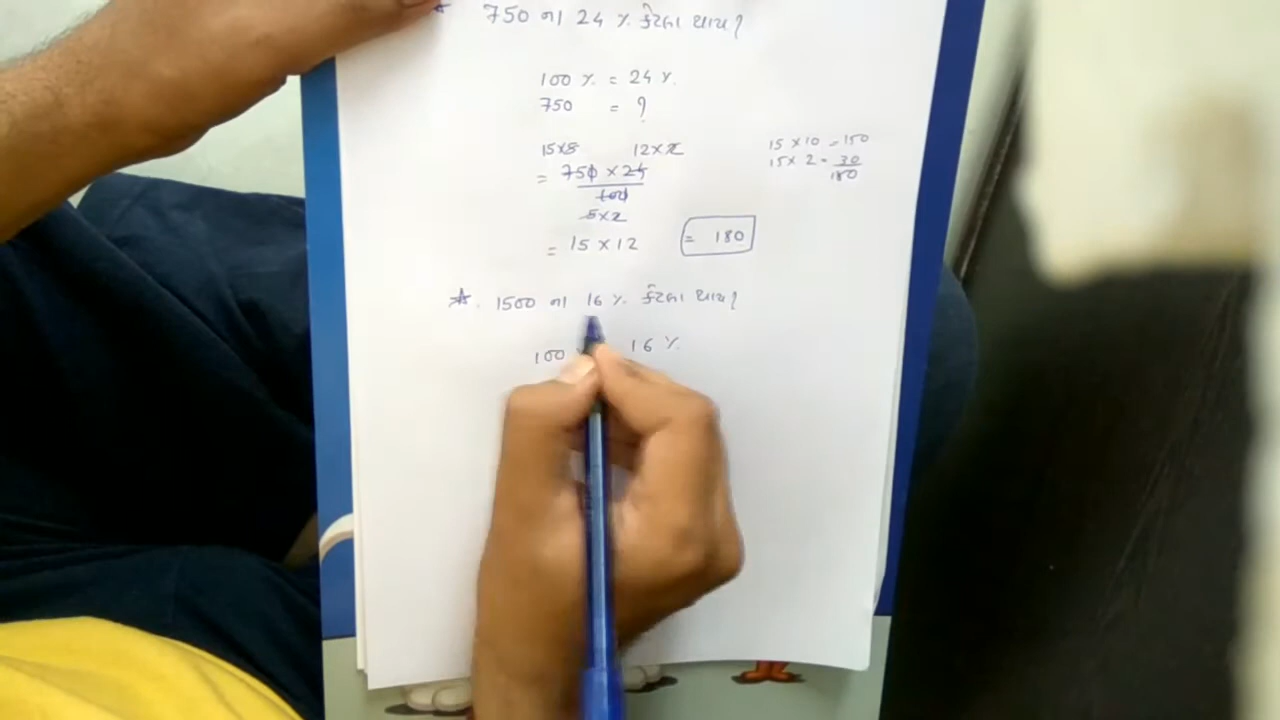 * 750 ના 24 % કેટલા થાય?
100 % = 24 %.
750 = ?
15×5 12×2
= 750 × 24
100
5×2
= 15 × 12 = 180
15 × 10 = 150
15 × 2 = 30
180
* 1500 ના 16 % કેટલા થાય?
100 16 %